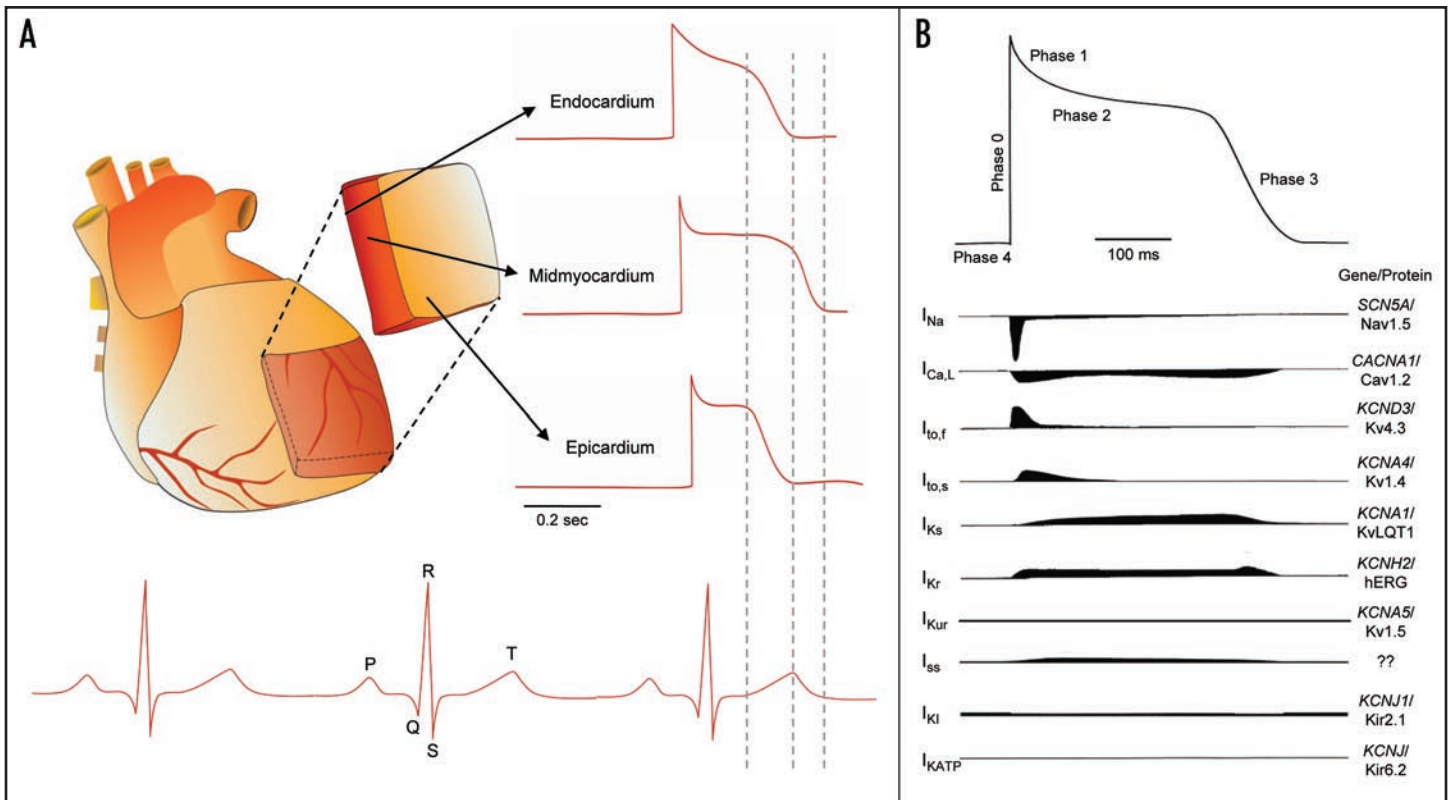 A
Endocardium
Midmyocardium
Epicardium
0.2 sec
R
P
T
Q
S
B
Phase 1
Phase 2
Phase 0
Phase 3
Phase 4
100 ms
Gene/Protein
INa
SCN5A/
Nav1.5
ICa,L
CACNA1/
Cav1.2
Ito,f
KCND3/
Kv4.3
Ito,s
KCNA4/
Kv1.4
IKs
KCNA1/
KvLQT1
IKr
KCNH2/
hERG
IKur
KCNA5/
Kv1.5
Iss
??
IKI
KCNJ1/
Kir2.1
IKATP
KCNJ/
Kir6.2